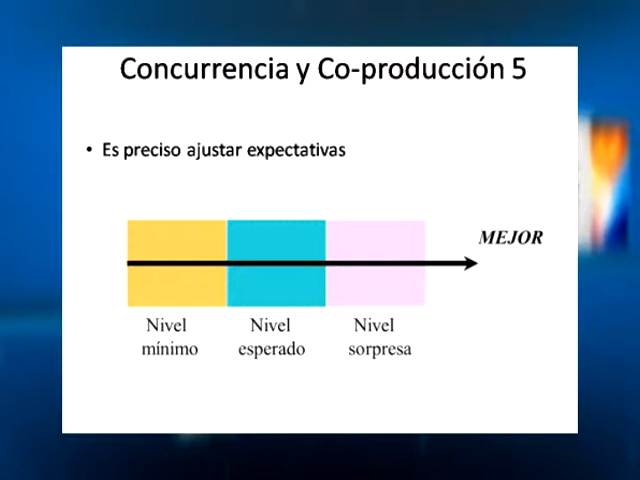 Concurrencia y Co-producción 5
• Es preciso ajustar expectativas
MEJOR
Nivel mínimo
Nivel esperado
Nivel sorpresa